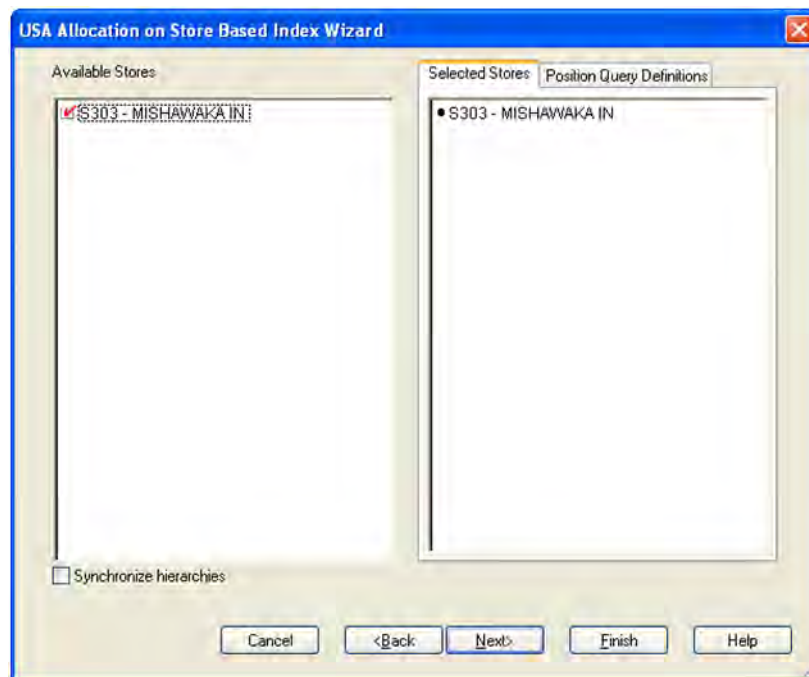 USA Allocation on Store Based Index Wizard
Available Stores
Selected Stores
Position Query Definitions
S303 - MISHAWAKA IN
S303 - MISHAWAKA IN
Synchronize hierarchies
Cancel
<Back
Next>
Finish
Help